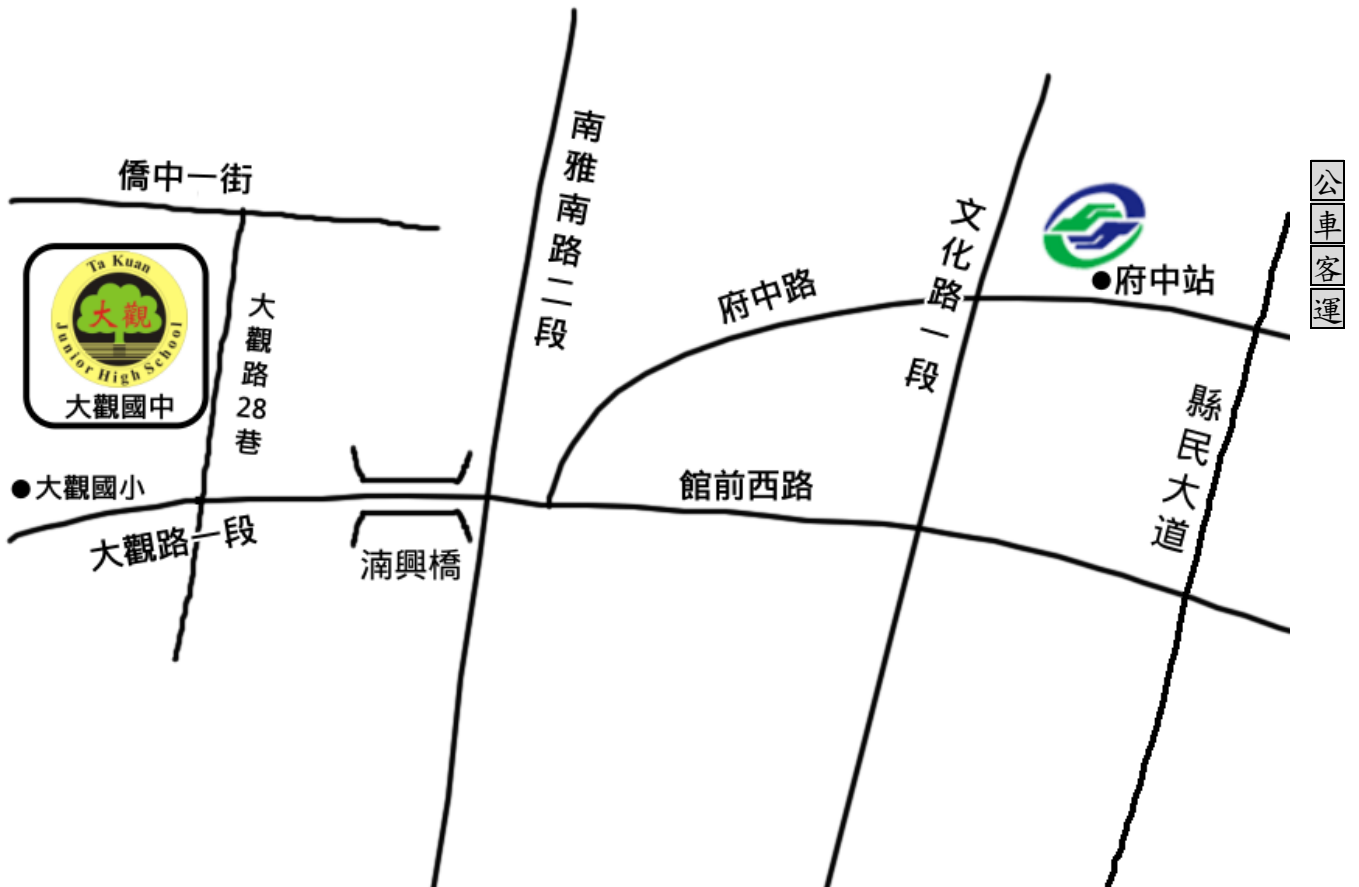 僑中一街
南雅南路二段
Ta Kuan
大觀
Junior High School
大觀國中
大觀路28巷
大觀國小
大觀路一段
湳興橋
府中路
文化路一段
府中站
館前西路
縣民大道
公車客運